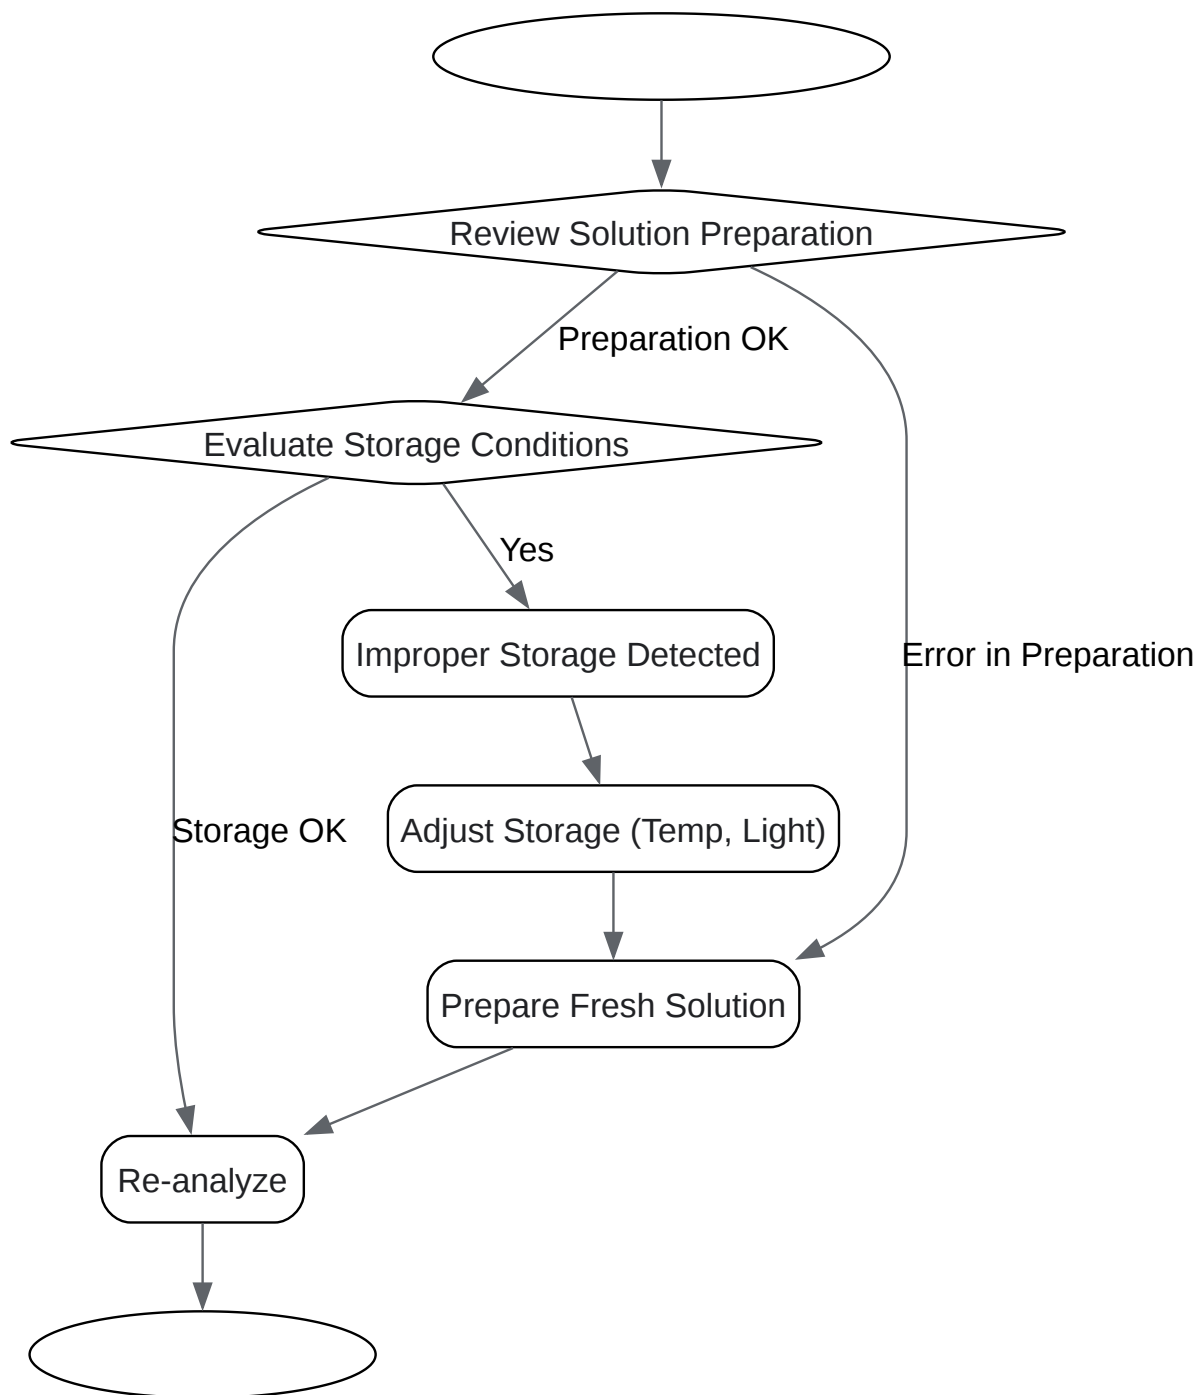 Review Solution Preparation
Preparation OK
Evaluate Storage Conditions
Yes
Improper Storage Detected
Error in Preparation
Storage OK
Adjust Storage (Temp, Light)
Prepare Fresh Solution
Re-analyze